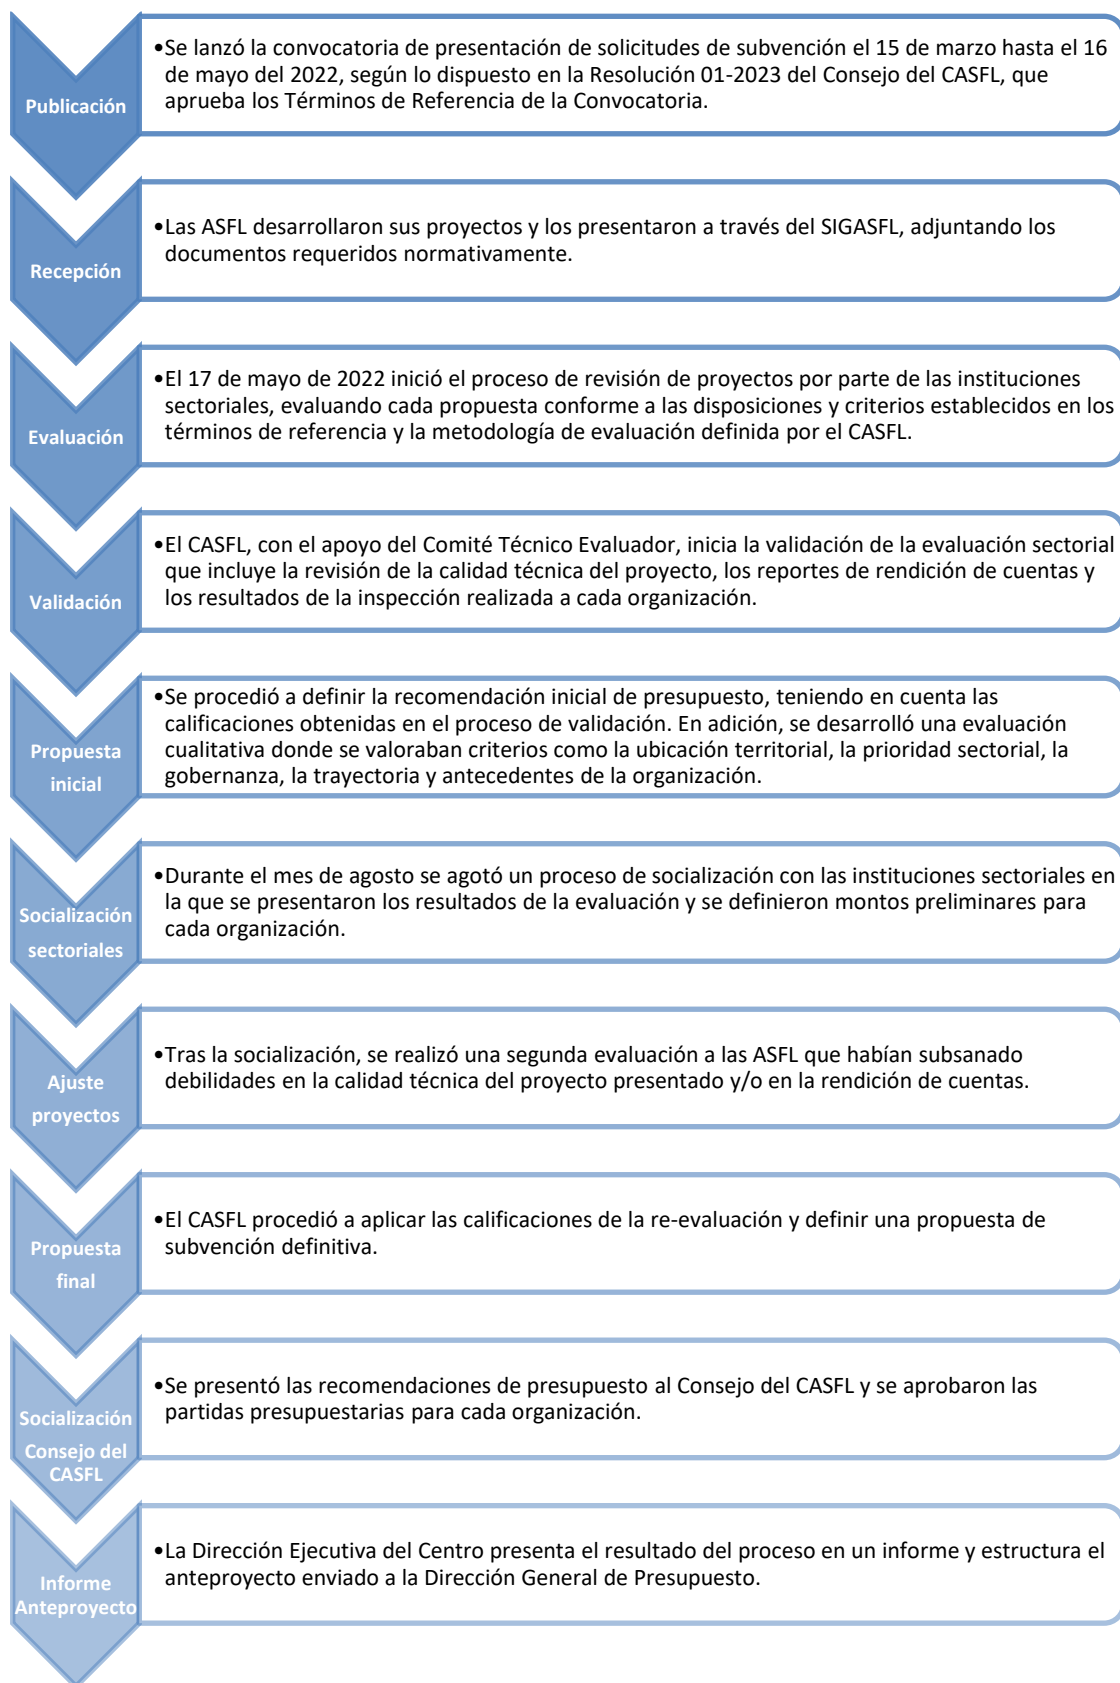 Publicación
•Se lanzó la convocatoria de presentación de solicitudes de subvención el 15 de marzo hasta el 16
de mayo del 2022, según lo dispuesto en la Resolución 01-2023 del Consejo del CASFL, que
aprueba los Términos de Referencia de la Convocatoria.
Recepción
•Las ASFL desarrollaron sus proyectos y los presentaron a través del SIGASFL, adjuntando los
documentos requeridos normativamente.
Evaluación
•El 17 de mayo de 2022 inició el proceso de revisión de proyectos por parte de las instituciones
sectoriales, evaluando cada propuesta conforme a las disposiciones y criterios establecidos en los
términos de referencia y la metodología de evaluación definida por el CASFL.
Validación
•El CASFL, con el apoyo del Comité Técnico Evaluador, inicia la validación de la evaluación sectorial
que incluye la revisión de la calidad técnica del proyecto, los reportes de rendición de cuentas y
los resultados de la inspección realizada a cada organización.
Propuesta
inicial
•Se procedió a definir la recomendación inicial de presupuesto, teniendo en cuenta las
calificaciones obtenidas en el proceso de validación. En adición, se desarrolló una evaluación
cualitativa donde se valoraban criterios como la ubicación territorial, la prioridad sectorial, la
gobernanza, la trayectoria y antecedentes de la organización.
Socialización
sectoriales
•Durante el mes de agosto se agotó un proceso de socialización con las instituciones sectoriales en
la que se presentaron los resultados de la evaluación y se definieron montos preliminares para
cada organización.
Ajuste
proyectos
•Tras la socialización, se realizó una segunda evaluación a las ASFL que habían subsanado
debilidades en la calidad técnica del proyecto presentado y/o en la rendición de cuentas.
Propuesta
final
•El CASFL procedió a aplicar las calificaciones de la re-evaluación y definir una propuesta de
subvención definitiva.
Socialización
Consejo del
CASFL
•Se presentó las recomendaciones de presupuesto al Consejo del CASFL y se aprobaron las
partidas presupuestarias para cada organización.
Informe
Anteproyecto
•La Dirección Ejecutiva del Centro presenta el resultado del proceso en un informe y estructura el
anteproyecto enviado a la Dirección General de Presupuesto.